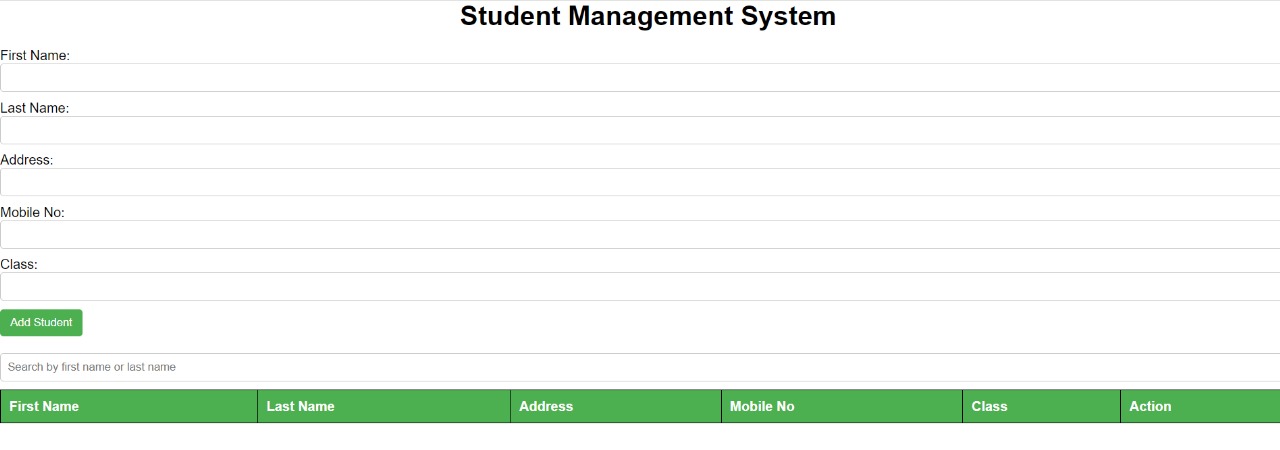 Student Management System
First Name:
Last Name:
Address:
Mobile No:
Class:
Add Student
Search by first name or last name
First Name Last Name Address Mobile No Class Action